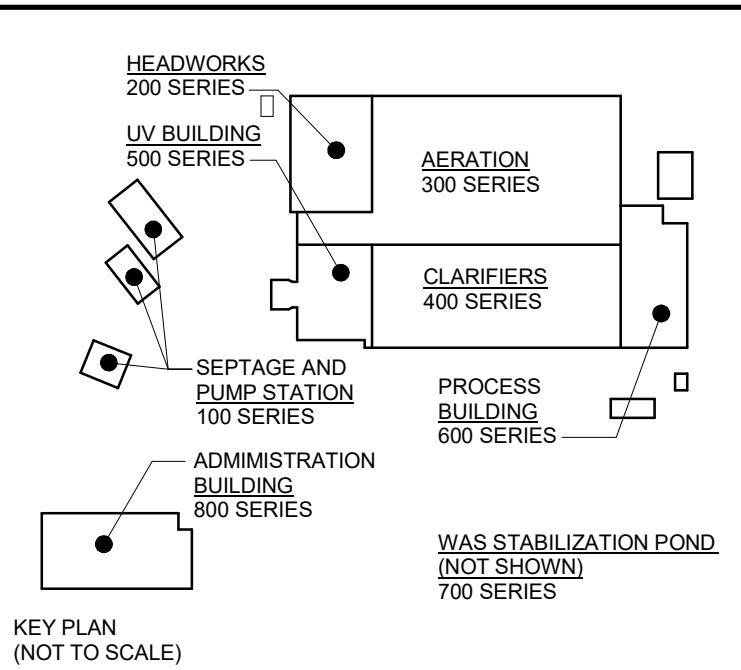 HEADWORKS
200 SERIES
UV BUILDING
500 SERIES
AERATION
300 SERIES
CLARIFIERS
400 SERIES
SEPTAGE AND
PUMP STATION
100 SERIES
PROCESS
BUILDING
600 SERIES
ADMIMISTRATION
BUILDING
800 SERIES
WAS STABILIZATION POND
(NOT SHOWN)
700 SERIES
KEY PLAN
(NOT TO SCALE)